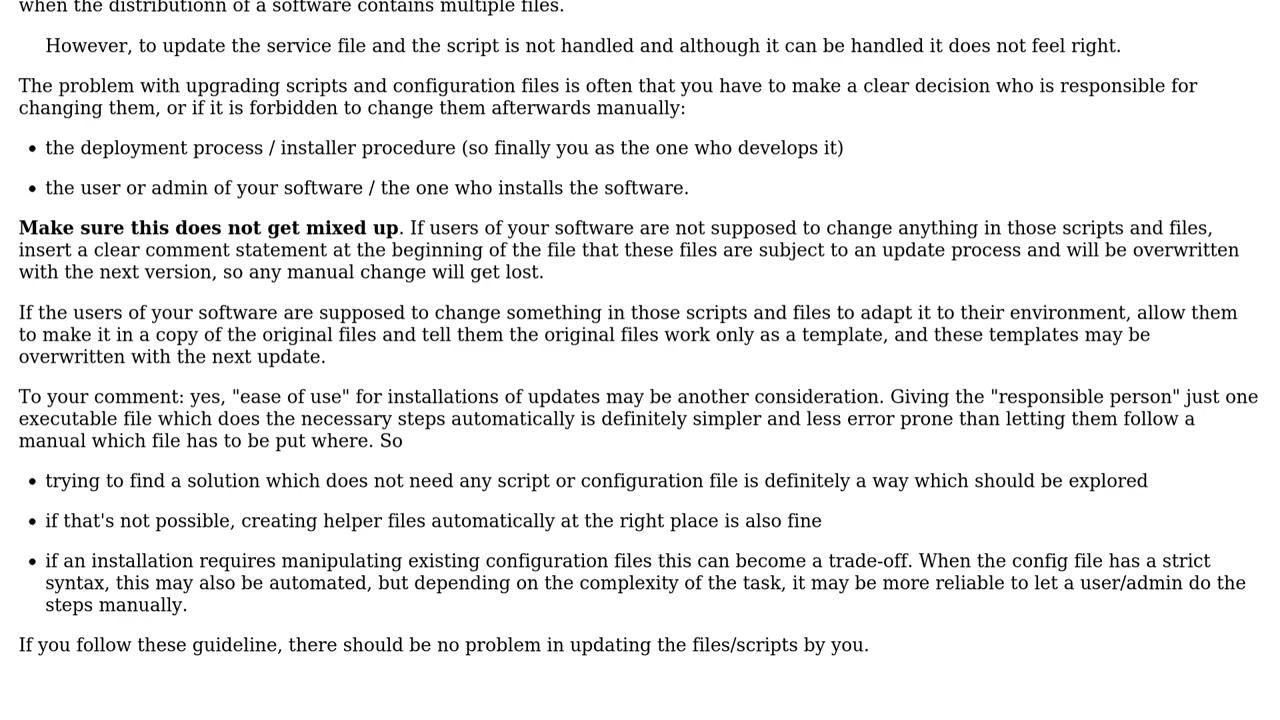 when the distributionn of a software contains multiple files.
However, to update the service file and the script is not handled and although it can be handled it does not feel right.
The problem with upgrading scripts and configuration files is often that you have to make a clear decision who is responsible for
changing them, or if it is forbidden to change them afterwards manually:
• the deployment process / installer procedure (so finally you as the one who develops it)
• the user or admin of your software / the one who installs the software.
Make sure this does not get mixed up. If users of your software are not supposed to change anything in those scripts and files,
insert a clear comment statement at the beginning of the file that these files are subject to an update process and will be overwritten
with the next version, so any manual change will get lost.
If the users of your software are supposed to change something in those scripts and files to adapt it to their environment, allow them
to make it in a copy of the original files and tell them the original files work only as a template, and these templates may be
overwritten with the next update.
To your comment: yes, "ease of use" for installations of updates may be another consideration. Giving the "responsible person" just one
executable file which does the necessary steps automatically is definitely simpler and less error prone than letting them follow a
manual which file has to be put where. So
• trying to find a solution which does not need any script or configuration file is definitely a way which should be explored
• if that's not possible, creating helper files automatically at the right place is also fine
• if an installation requires manipulating existing configuration files this can become a trade-off. When the config file has a strict
syntax, this may also be automated, but depending on the complexity of the task, it may be more reliable to let a user/admin do the
steps manually.
If you follow these guideline, there should be no problem in updating the files/scripts by you.